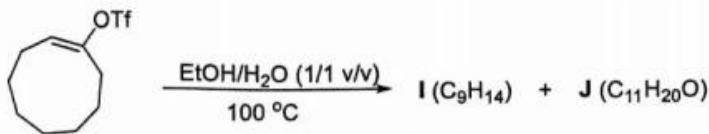 OTf
EtOH/H₂O (1/1 v/v)
100 °C
I (C₉H₁₄) + J (C₁₁H₂₀O)